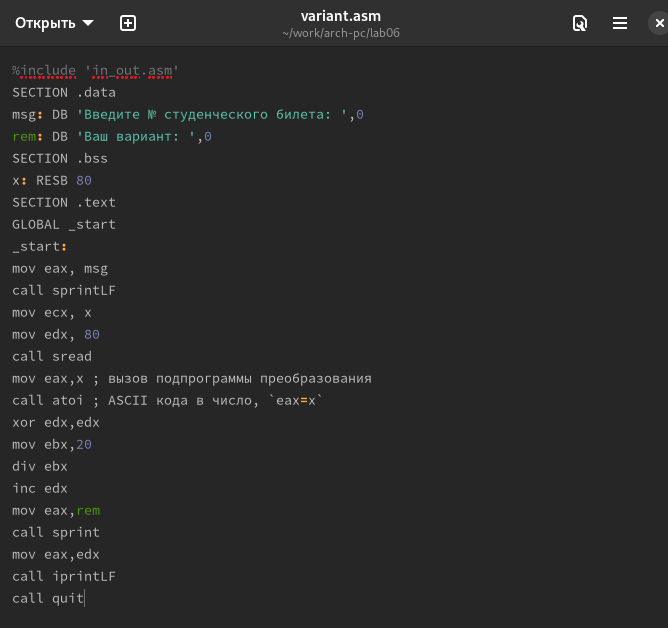 Открыть
variant.asm
~/work/arch-pc/lab06
%include 'in_out.asm'
SECTION .data
msg: DB 'Введите № студенческого билета: ',0
rem: DB 'Ваш вариант: ',0
SECTION .bss
x: RESB 80
SECTION .text
GLOBAL _start
_start:
mov eax, msg
call sprintLF
mov ecx, x
mov edx, 80
call sread
mov eax,x ; вызов подпрограммы преобразования
call atoi ; ASCII кода в число, `eax=x`
xor edx,edx
mov ebx,20
div ebx
inc edx
mov eax,rem
call sprint
mov eax,edx
call iprintLF
call quit